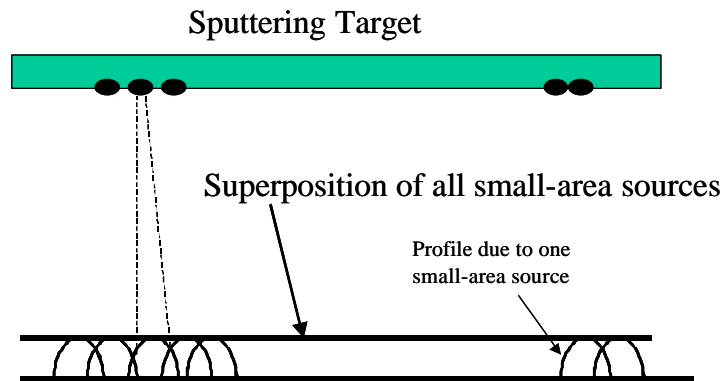 Sputtering Target
Superposition of all small-area sources
Profile due to one
small-area source